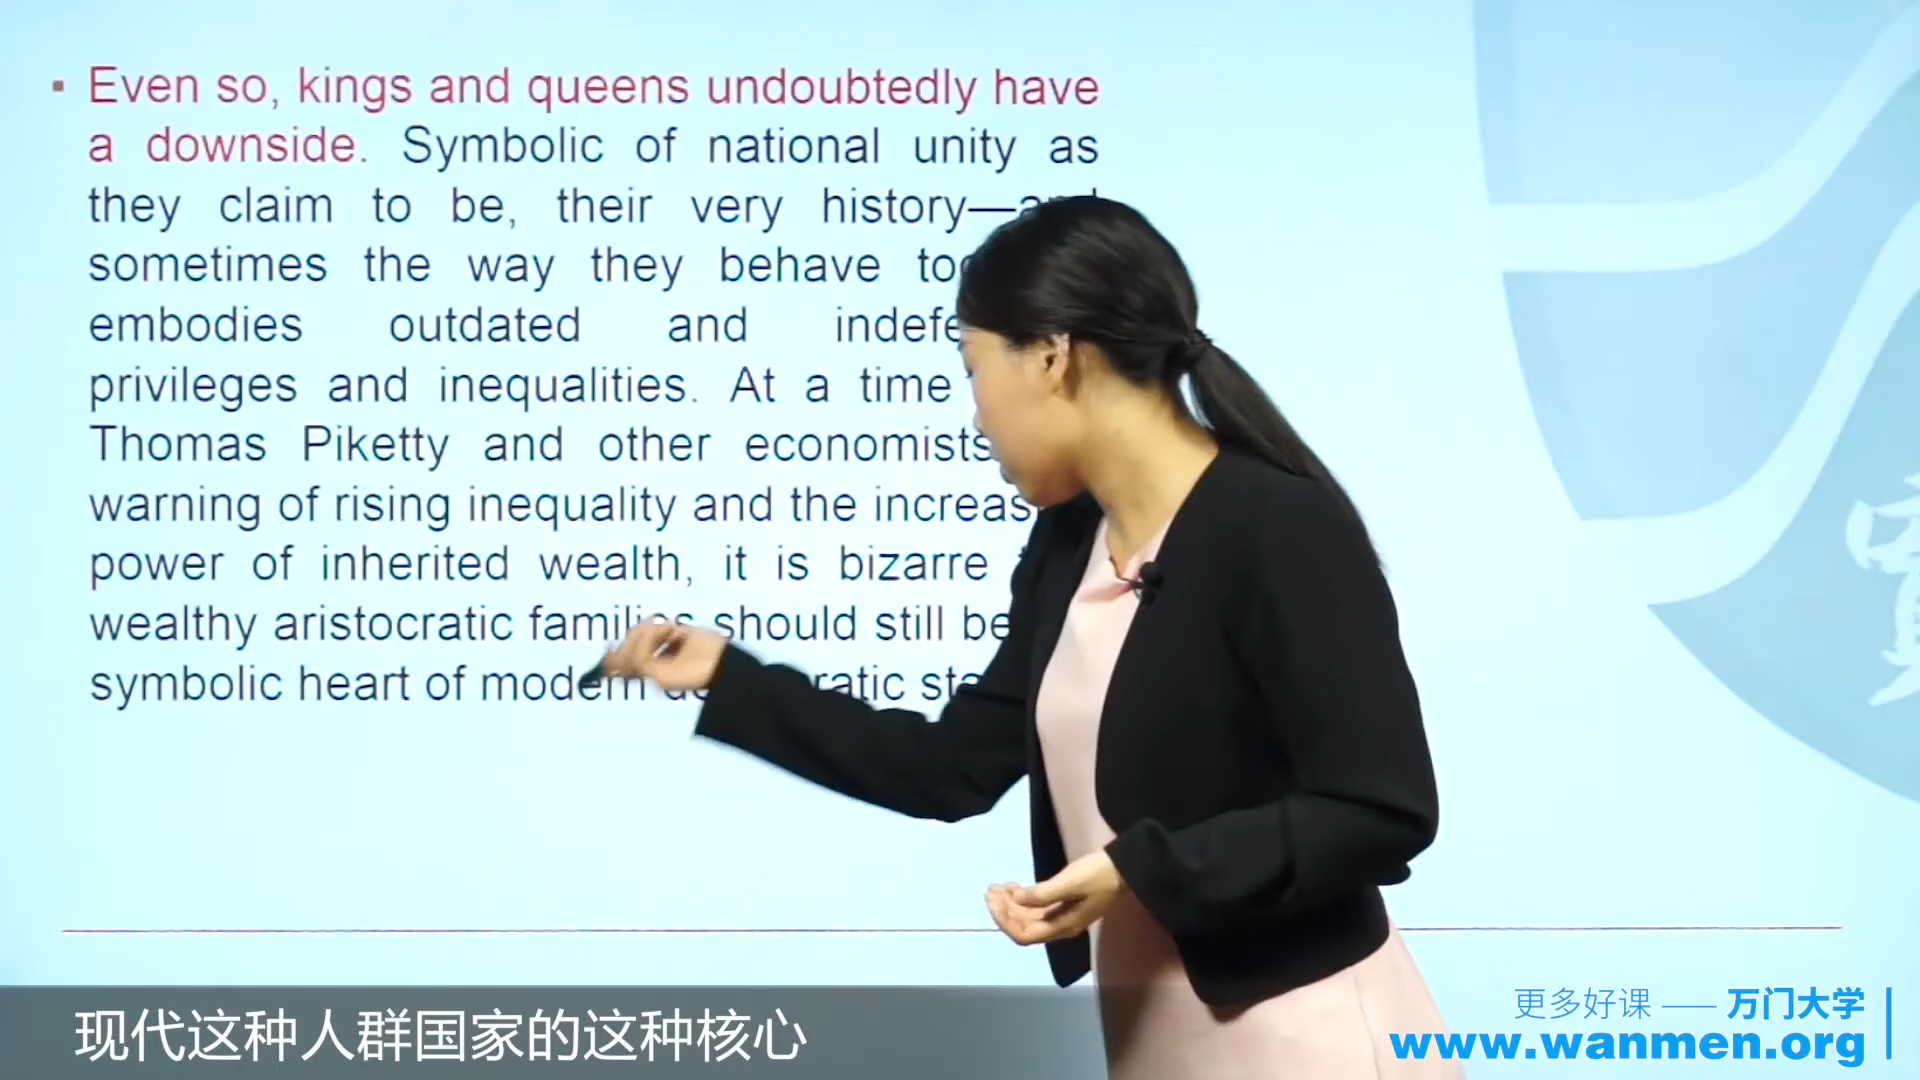 Even so, kings and queens undoubtedly have
a downside. Symbolic of national unity as
they claim to be, their very history—and
sometimes the way they behave
embodies outdated and
privileges and inequalities. At a time
Thomas Piketty and other economists
warning of rising inequality and the
power of inherited wealth, it is bizarre
wealthy aristocratic families should still be
symbolic heart of modern
现代这种人群国家的这种核心
更多好课 —— 万门大学
www.wanmen.org